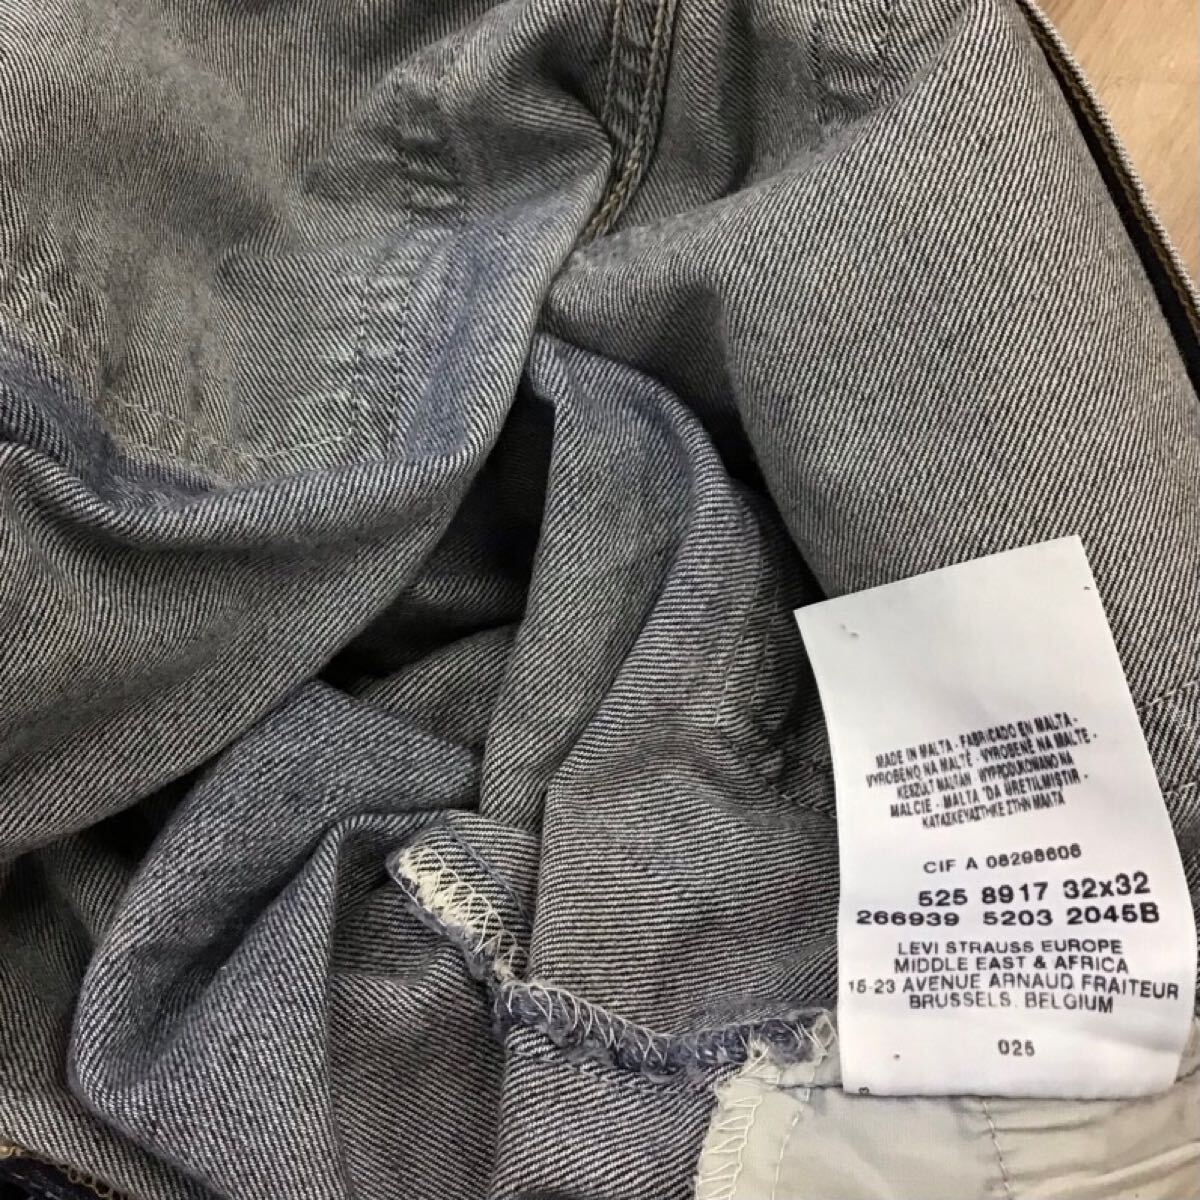 MADE IN MALTA - FABRICADO EN MALTA -
VYROBENO NA MALTĚ - VYROBENÉ NA MALTE -
KÉSZÜLT MÁLTÁN WYPRODUKOWANO NA
MALCIE - MALTA 'DA ÜRETILMISTIR -
ΚΑΤΑΣΚΕΥΑΣΤΗΚΕ ΣΤΗΝ ΜΑΛΤΑ
CIF A 08298608
525 8917 32x32
266939 5203 2045B
LEVI STRAUSS EUROPE
MIDDLE EAST & AFRICA
15-23 AVENUE ARNAUD FRAITEUR
BRUSSELS, BELGIUM
025